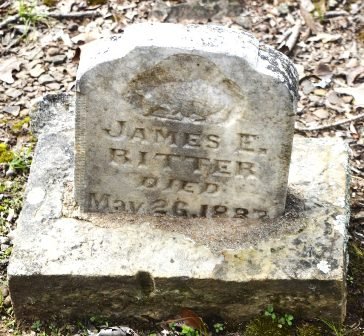 JAMES E.
RITTER
DIED
May 26, 1887